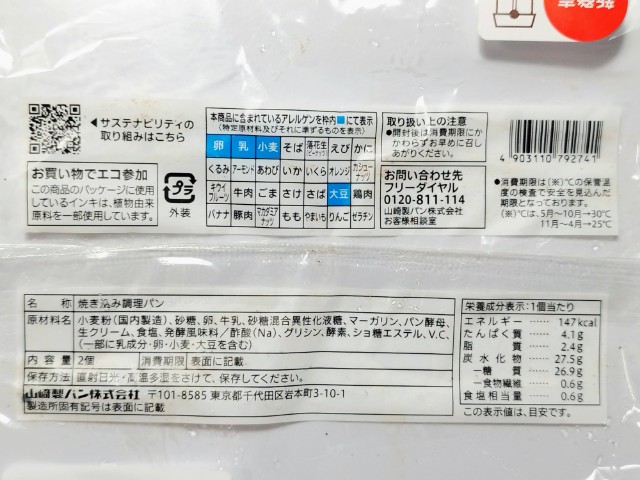 サステナビリティの
取り組みはこちら
お買い物でエコ参加
この商品のパッケージに使用
しているインキは、植物由来
原料を一部使用しています。
プラ
外装
本商品に含まれているアレルゲンを枠内■にて表示
(特定原材料及びそれに準ずるものを表示)
卵 乳 小麦 そば 落花生(ピーナッツ) えび かに
くるみ アーモンド あわび いか いくら オレンジ カシューナッツ
キウイフルーツ 牛肉 ごま さけ さば 大豆 鶏肉
バナナ 豚肉 マカダミアナッツ もも やまいも りんご ゼラチン
取り扱い上の注意
●開封後は消費期限にか
かわらずお早めに召し
あがりください。
お問い合わせ先
フリーダイヤル
0120-811-114
山崎製パン株式会社
お客様相談室
4903110792741
●消費期限は(※)℃の保管温
度の検査で安全を見込んだ
期限となっております。
(※)℃は、5月〜10月→30℃
11月〜4月→25℃
名 称 焼き込み調理パン
原材料名 小麦粉(国内製造)、砂糖、卵、牛乳、砂糖混合異性化液糖、マーガリン、パン酵母、
生クリーム、食塩、発酵風味料/酢酸(Na)、グリシン、酵素、ショ糖エステル、V.C、
(一部に乳成分・卵・小麦・大豆を含む)
内 容 量 2個 消費期限 表面に記載
保存方法 直射日光・高温多湿をさけて、保存してください。
山崎製パン株式会社 〒101-8585 東京都千代田区岩本町3-10-1
製造所固有記号は表面に記載
栄養成分表示:1個当たり
エネルギー …… 147kcal
たんぱく質 …… 4.1g
脂 質 …… 2.4g
炭水化物 …… 27.5g
―糖 質 …… 26.9g
―食物繊維 …… 0.6g
食塩相当量 …… 0.6g
この表示値は、目安です。